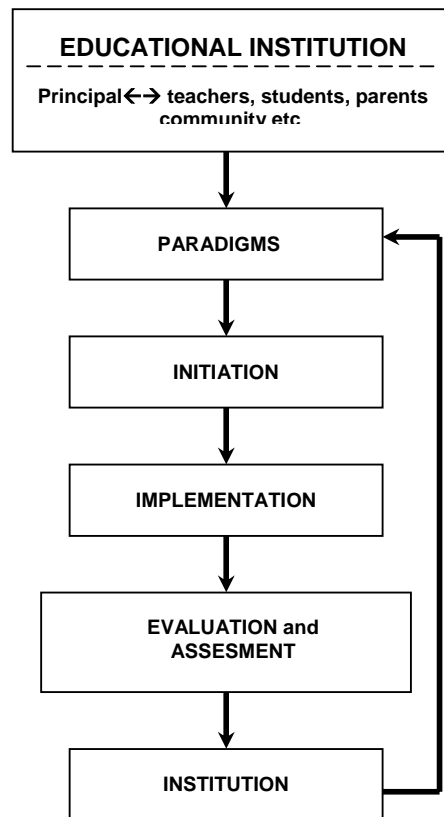 EDUCATIONAL INSTITUTION
Principal←→ teachers, students, parents
community etc
PARADIGMS
INITIATION
IMPLEMENTATION
EVALUATION and
ASSESMENT
INSTITUTION